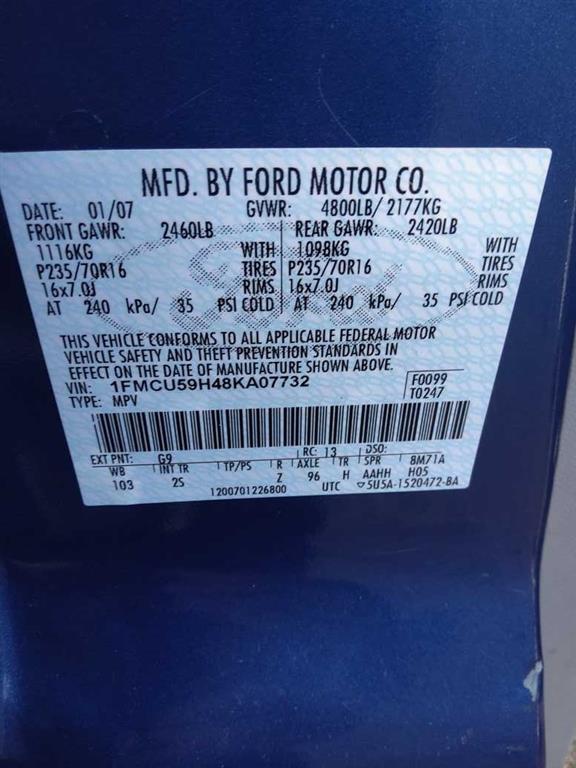 MFD. BY FORD MOTOR CO.
DATE: 01/07 GVWR: 4800LB/ 2177KG
FRONT GAWR: 2460LB REAR GAWR: 2420LB
1116KG WITH 1098KG WITH
P235/70R16 TIRES P235/70R16 TIRES
16x7.0J RIMS 16x7.0J RIMS
AT 240 kPa/ 35 PSI COLD AT 240 kPa/ 35 PSI COLD
THIS VEHICLE CONFORMS TO ALL APPLICABLE FEDERAL MOTOR
VEHICLE SAFETY AND THEFT PREVENTION STANDARDS IN
EFFECT ON THE DATE OF MANUFACTURE SHOWN ABOVE.
VIN: 1FMCU59H48KA07732 F0099
TYPE: MPV T0247
EXT PNT: G9 RC: 13 DSO:
WB INT TR TP/PS R AXLE TR SPR 8M71A
103 2S Z 96 H AAHH H05
1200701226800 UTC ▽5U5A-1520472-BA